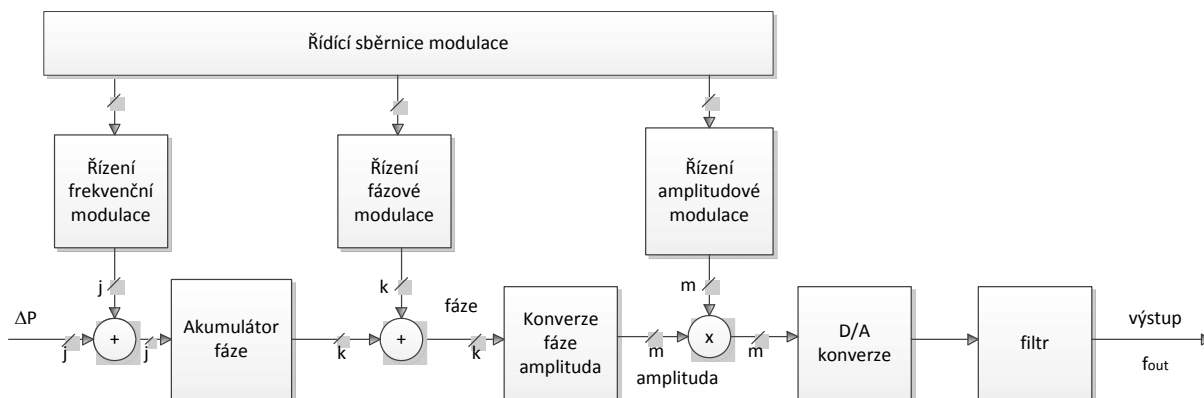 Řídící sběrnice modulace
Řízení
frekvenční
modulace
Řízení
fázové
modulace
Řízení
amplitudové
modulace
j
k
m
ΔP
j
+
j
Akumulátor
fáze
k
+
fáze
k
Konverze
fáze
amplituda
m
amplituda
x
m
D/A
konverze
filtr
výstup
fout